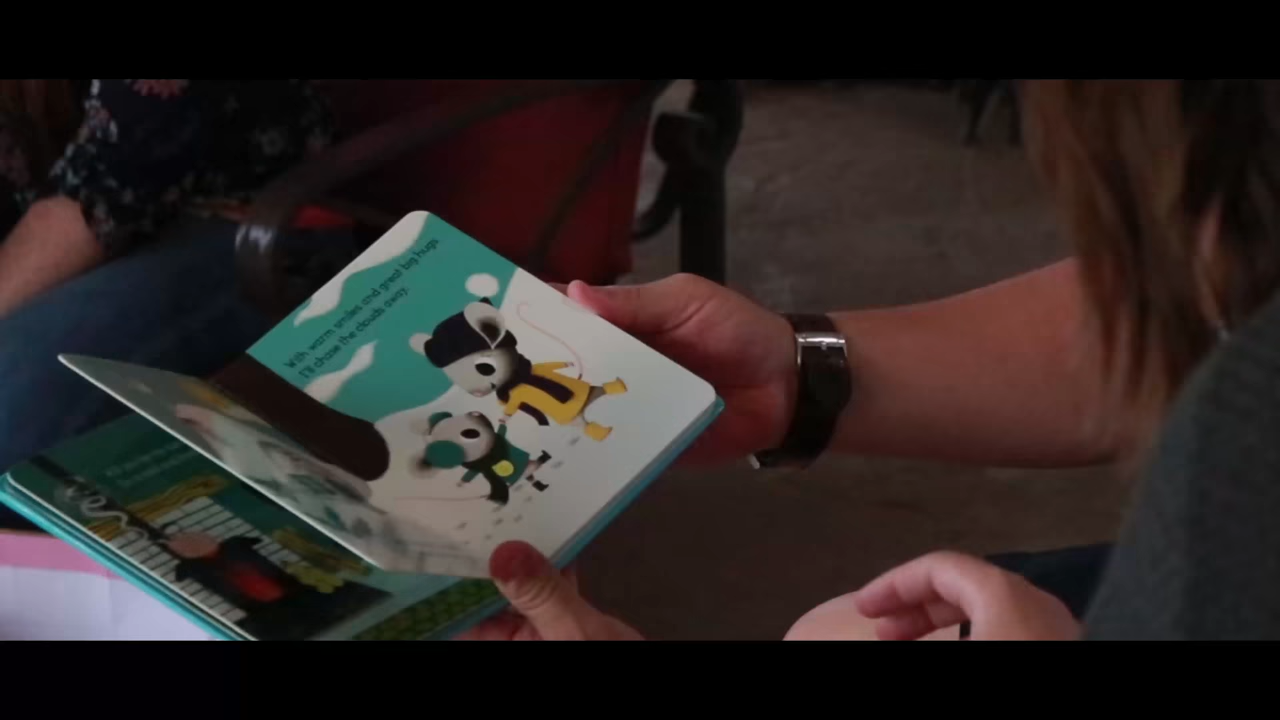 With warm smiles and great big hugs
I'll chase the clouds away.